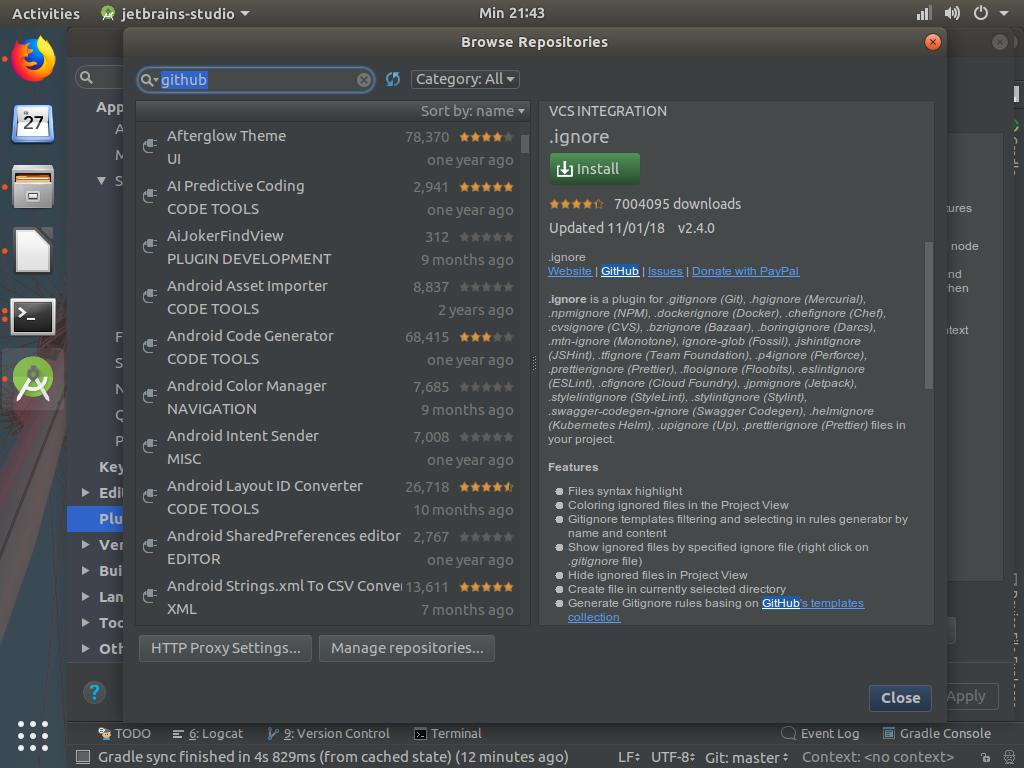 Activities
jetbrains-studio
Min 21:43
Browse Repositories
github
Category: All
Sort by: name
Afterglow Theme 78,370
UI one year ago
AI Predictive Coding 2,941
CODE TOOLS one year ago
AiJokerFindView 312
PLUGIN DEVELOPMENT 9 months ago
Android Asset Importer 8,837
CODE TOOLS 2 years ago
Android Code Generator 68,415
CODE TOOLS one year ago
Android Color Manager 7,685
NAVIGATION 9 months ago
Android Intent Sender 7,008
MISC one year ago
Android Layout ID Converter 26,718
CODE TOOLS 10 months ago
Android SharedPreferences editor 2,767
EDITOR one year ago
Android Strings.xml To CSV Conve 13,611
XML 7 months ago
VCS INTEGRATION
.ignore
Install
7004095 downloads
Updated 11/01/18 v2.4.0
.ignore
Website | GitHub | Issues | Donate with PayPal
.ignore is a plugin for .gitignore (Git), .hgignore (Mercurial),
.npmignore (NPM), .dockerignore (Docker), .chefignore (Chef),
.cvsignore (CVS), .bzrignore (Bazaar), .boringignore (Darcs),
.mtn-ignore (Monotone), ignore-glob (Fossil), .jshintignore
(JSHint), .tfignore (Team Foundation), .p4ignore (Perforce),
.prettierignore (Prettier), .flooignore (Floobits), .eslintignore
(ESLint), .cfignore (Cloud Foundry), .jpmignore (Jetpack),
.stylelintignore (StyleLint), .stylintignore (Stylint),
.swagger-codegen-ignore (Swagger Codegen), .helmignore
(Kubernetes Helm), .upignore (Up), .prettierignore (Prettier) files in
your project.
Features
Files syntax highlight
Coloring ignored files in the Project View
Gitignore templates filtering and selecting in rules generator by
name and content
Show ignored files by specified ignore file (right click on
.gitignore file)
Hide ignored files in Project View
Create file in currently selected directory
Generate Gitignore rules basing on GitHub's templates
collection
HTTP Proxy Settings...
Manage repositories...
Close
Apply
27
App
A
M
S
F
S
N
Q
P
Key
Edi
Plu
Ver
Bui
Lan
Too
Oth
?
tures
node
nd
hen
text
TODO
6: Logcat
9: Version Control
Terminal
Event Log
Gradle Console
Gradle sync finished in 4s 829ms (from cached state) (12 minutes ago)
LF
UTF-8
Git: master
Context: <no context>